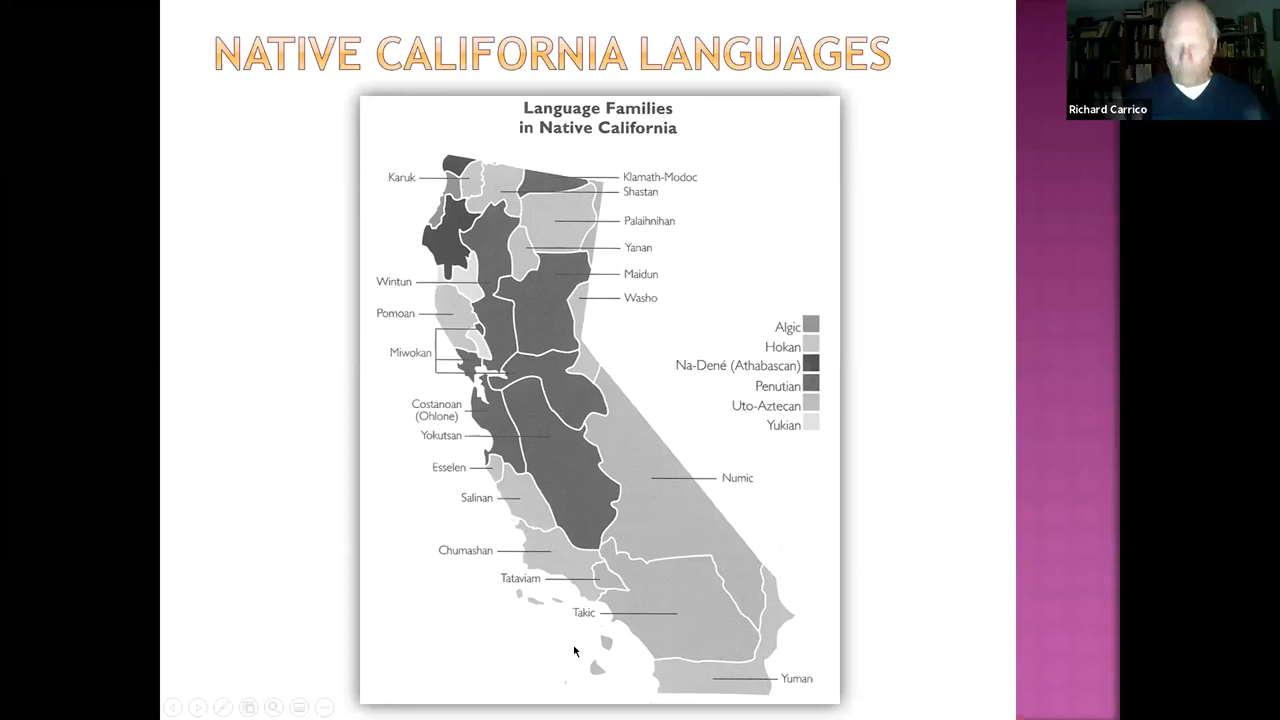 NATIVE CALIFORNIA LANGUAGES
Richard Carrico
Language Families
in Native California
Karuk
Klamath-Modoc
Shastan
Palaihnihan
Yanan
Maidun
Wintun
Washo
Pomoan
Miwokan
Algic
Hokan
Na-Dené (Athabascan)
Penutian
Uto-Aztecan
Yukian
Costanoan
(Ohlone)
Yokutsan
Esselen
Numic
Salinan
Chumashan
Tataviam
Takic
Yuman